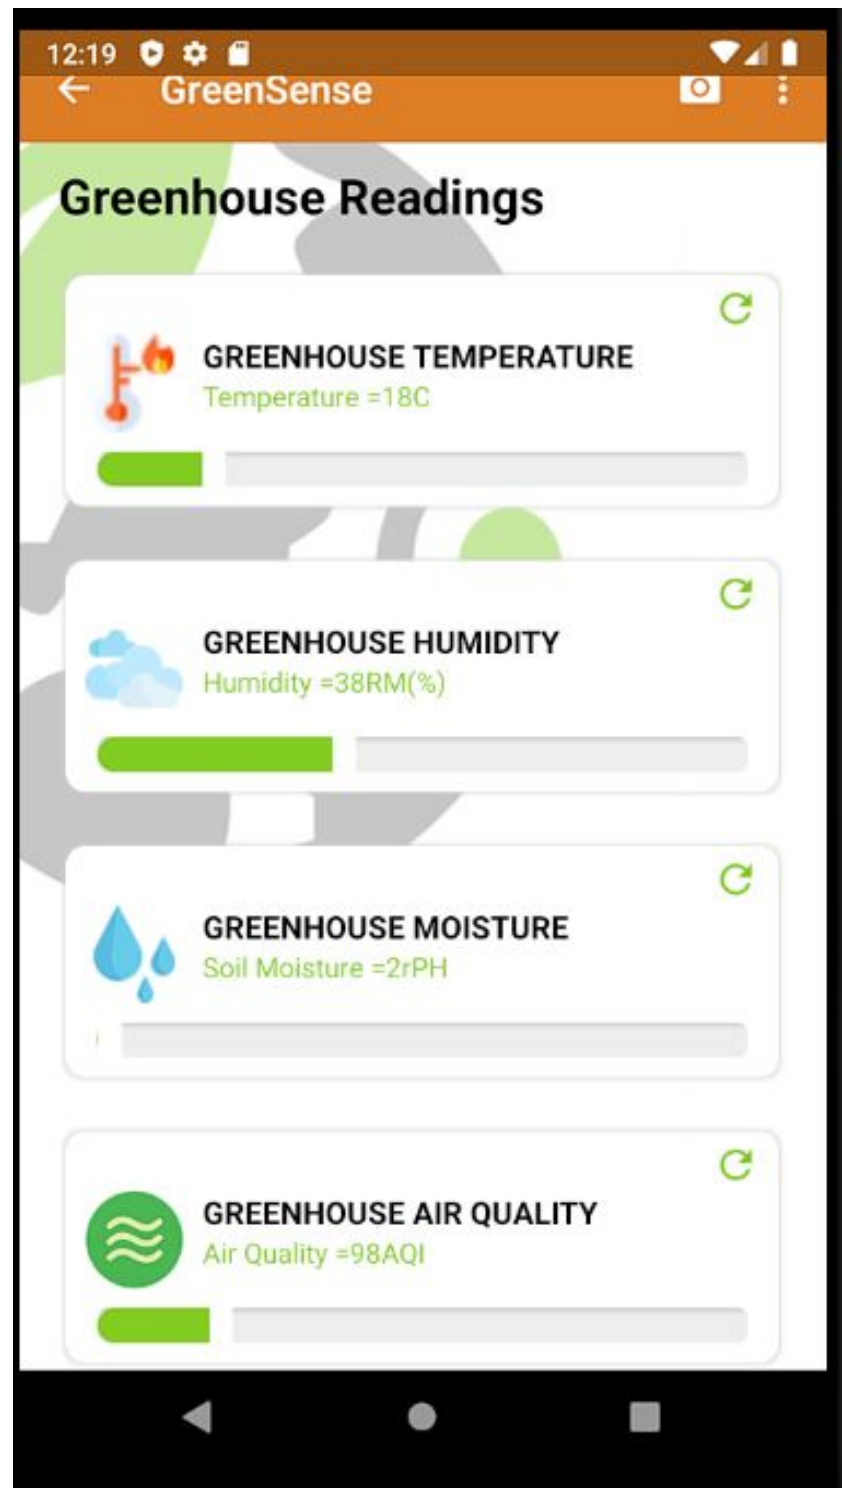 12:19
GreenSense
Greenhouse Readings
GREENHOUSE TEMPERATURE
Temperature =18C
GREENHOUSE HUMIDITY
Humidity =38RM(%)
GREENHOUSE MOISTURE
Soil Moisture =2rPH
GREENHOUSE AIR QUALITY
Air Quality =98AQI